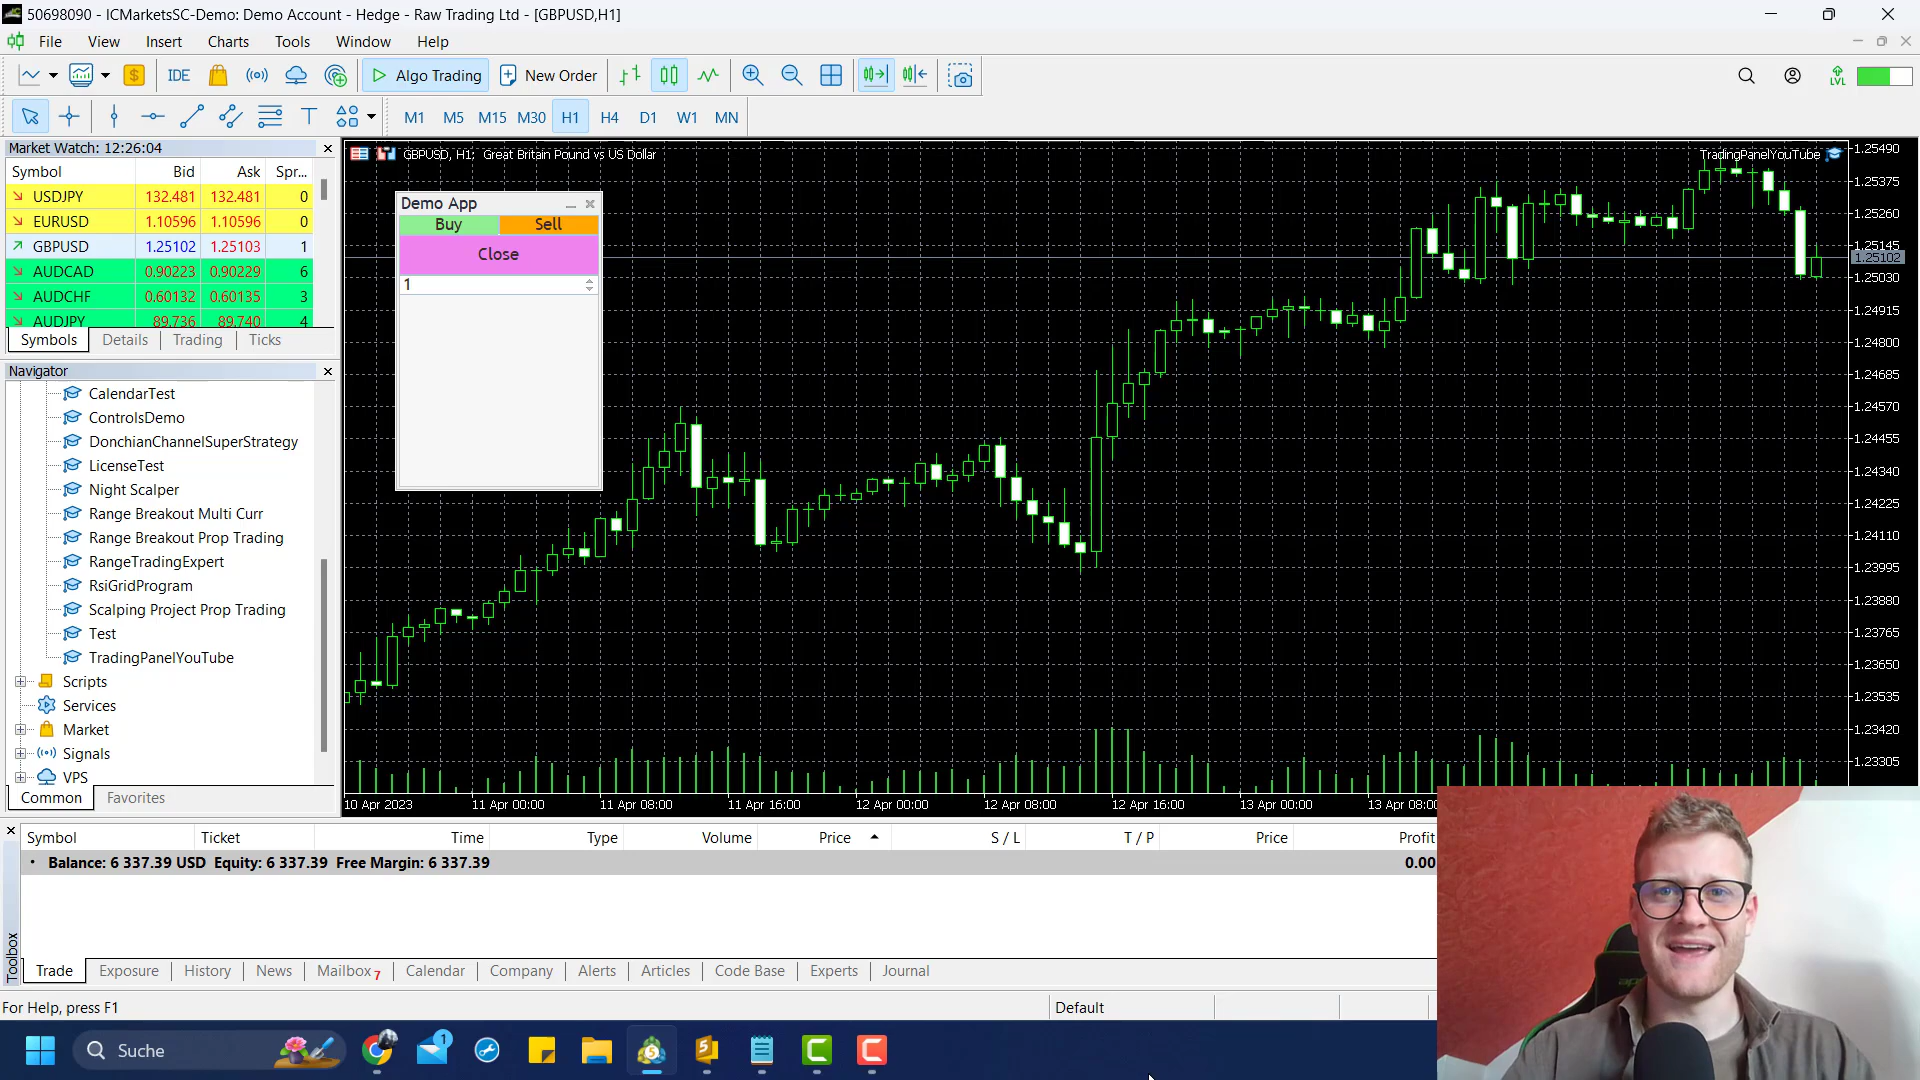 50698090 - ICMarketsSC-Demo: Demo Account - Hedge - Raw Trading Ltd - [GBPUSD,H1]
File View Insert Charts Tools Window Help
IDE Algo Trading New Order LVL
M1 M5 M15 M30 H1 H4 D1 W1 MN
Market Watch: 12:26:04
Symbol Bid Ask Spr...
USDJPY 132.481 132.481 0
EURUSD 1.10596 1.10596 0
GBPUSD 1.25102 1.25103 1
AUDCAD 0.90223 0.90229 6
AUDCHF 0.60132 0.60135 3
AUDJPY 89.736 89.740 4
Symbols Details Trading Ticks
Navigator
CalendarTest
ControlsDemo
DonchianChannelSuperStrategy
LicenseTest
Night Scalper
Range Breakout Multi Curr
Range Breakout Prop Trading
RangeTradingExpert
RsiGridProgram
Scalping Project Prop Trading
Test
TradingPanelYouTube
Scripts
Services
Market
Signals
VPS
Common Favorites
GBPUSD, H1: Great Britain Pound vs US Dollar
TradingPanelYouTube
Demo App
Buy Sell
Close
1
1.25490
1.25375
1.25260
1.25145
1.25102
1.25030
1.24915
1.24800
1.24685
1.24570
1.24455
1.24340
1.24225
1.24110
1.23995
1.23880
1.23765
1.23650
1.23535
1.23420
1.23305
10 Apr 2023 11 Apr 00:00 11 Apr 08:00 11 Apr 16:00 12 Apr 00:00 12 Apr 08:00 12 Apr 16:00 13 Apr 00:00 13 Apr 08:00
Symbol Ticket Time Type Volume Price S / L T / P Price Profit
Balance: 6 337.39 USD Equity: 6 337.39 Free Margin: 6 337.39 0.00
Toolbox
Trade Exposure History News Mailbox 7 Calendar Company Alerts Articles Code Base Experts Journal
For Help, press F1 Default
Suche 1